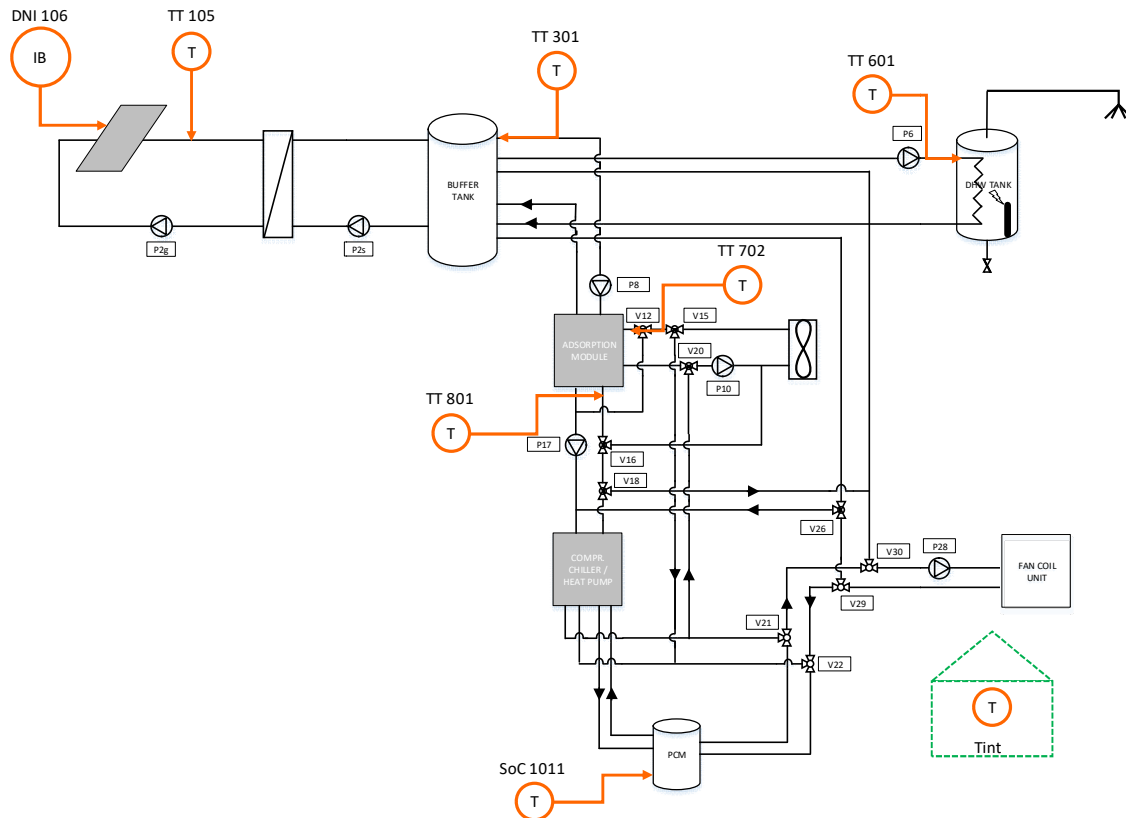 DNI 106
TT 105
TT 301
TT 601
IB
T
T
T
P6
BUFFER
TANK
DHW TANK
P2g
P2s
TT 702
T
P8
V12
V15
ADSORPTION
MODULE
V20
P10
TT 801
T
P17
V16
V18
V26
COMPR.
CHILLER /
HEAT PUMP
V30
P28
FAN COIL
UNIT
V29
V21
V22
T
Tint
PCM
SoC 1011
T